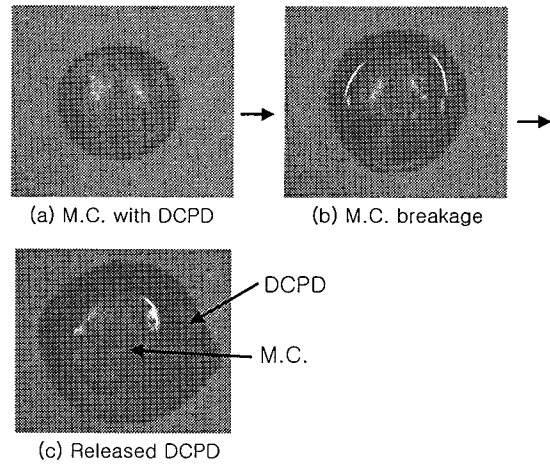 (a) M.C. with DCPD
(b) M.C. breakage
DCPD
M.C.
(c) Released DCPD